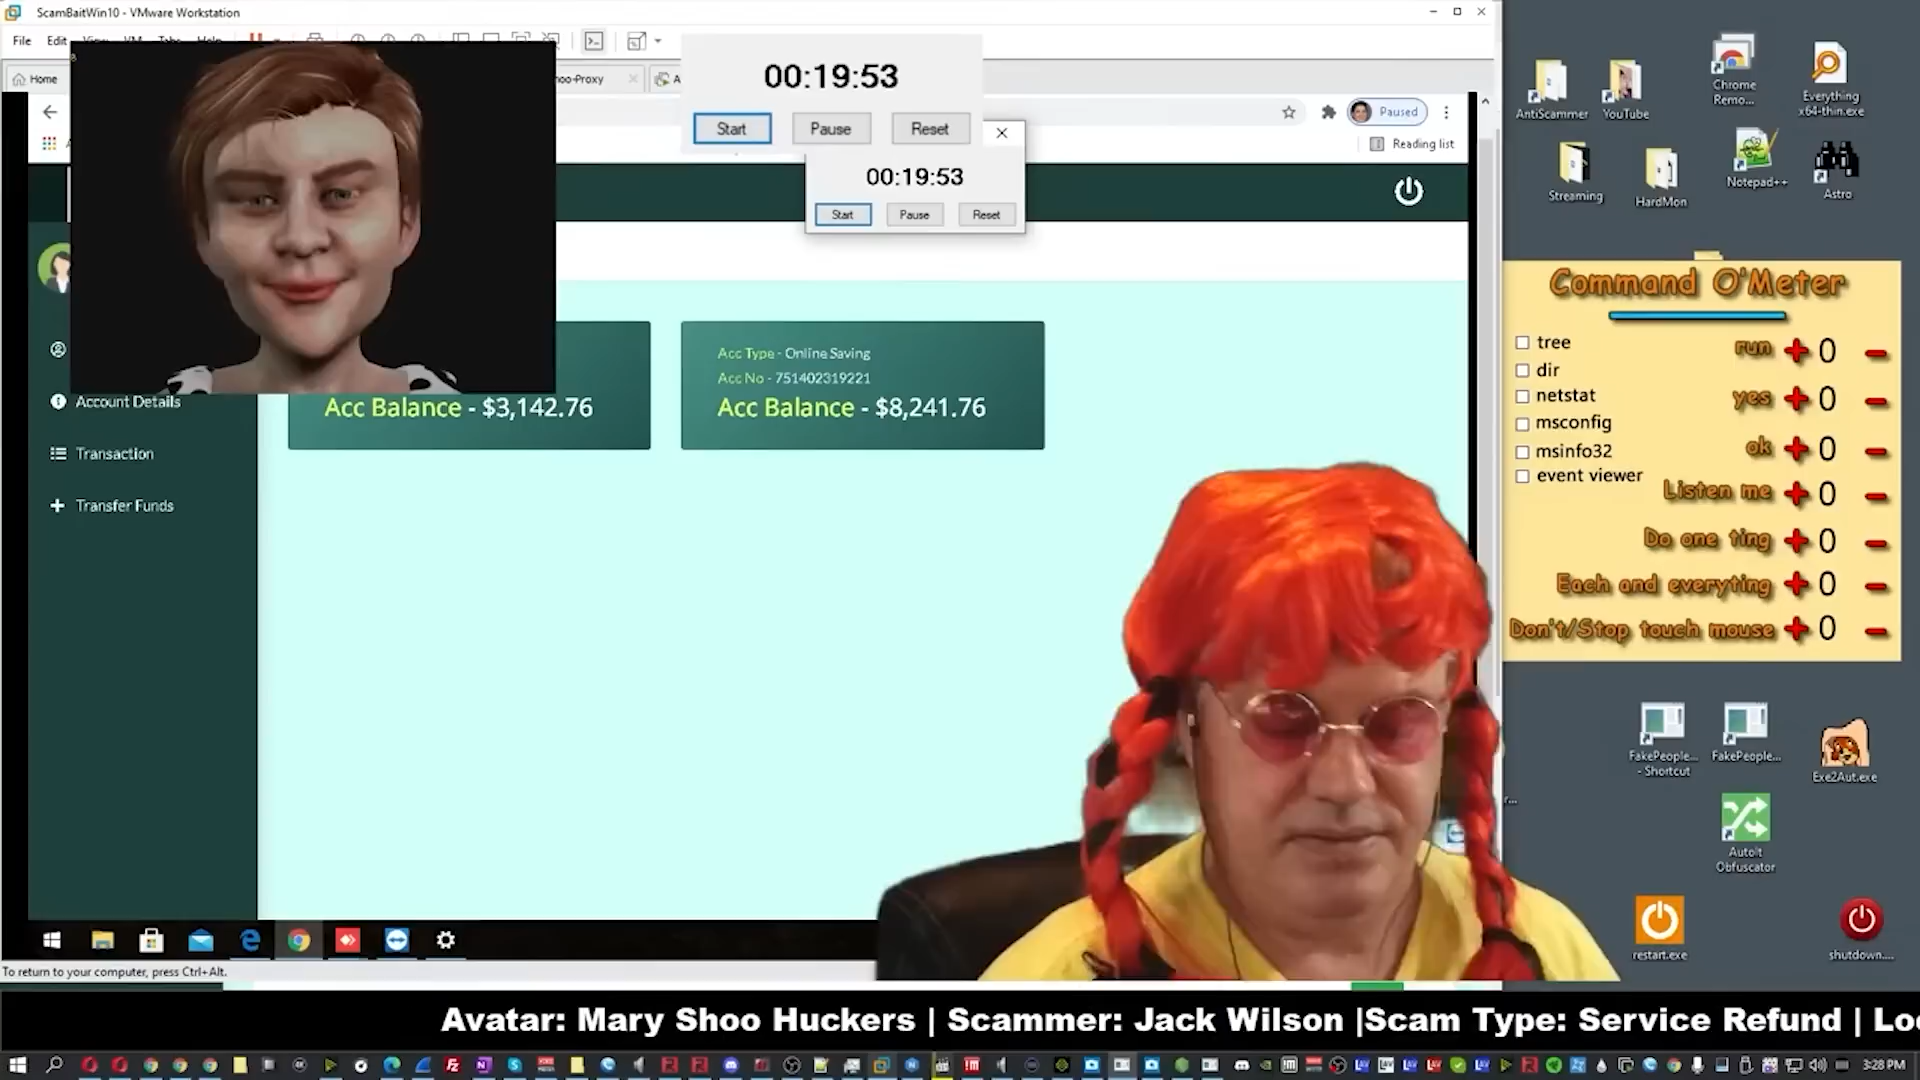 ScamBaitWin10 - VMware Workstation
File Edit View VM Tabs Help
Home
hoo-Proxy
A
00:19:53
Start Pause Reset
00:19:53
Start Pause Reset
Paused
Reading list
Acc Balance - $3,142.76
Acc Type - Online Saving
Acc No - 751402319221
Acc Balance - $8,241.76
Account Details
Transaction
Transfer Funds
To return to your computer, press Ctrl+Alt.
AntiScammer
YouTube
Chrome Remo...
Everything x64-thin.exe
Streaming
HardMon
Notepad++
Astro
Command O'Meter
tree
dir
netstat
msconfig
msinfo32
event viewer
run + 0 -
yes + 0 -
ok + 0 -
Listen me + 0 -
Do one ting + 0 -
Each and everyting + 0 -
Don't/Stop touch mouse + 0 -
FakePeople... - Shortcut
FakePeople...
Exe2Aut.exe
AutoIt Obfuscator
restart.exe
shutdown....
Avatar: Mary Shoo Huckers | Scammer: Jack Wilson |Scam Type: Service Refund | Lo
3:28 PM